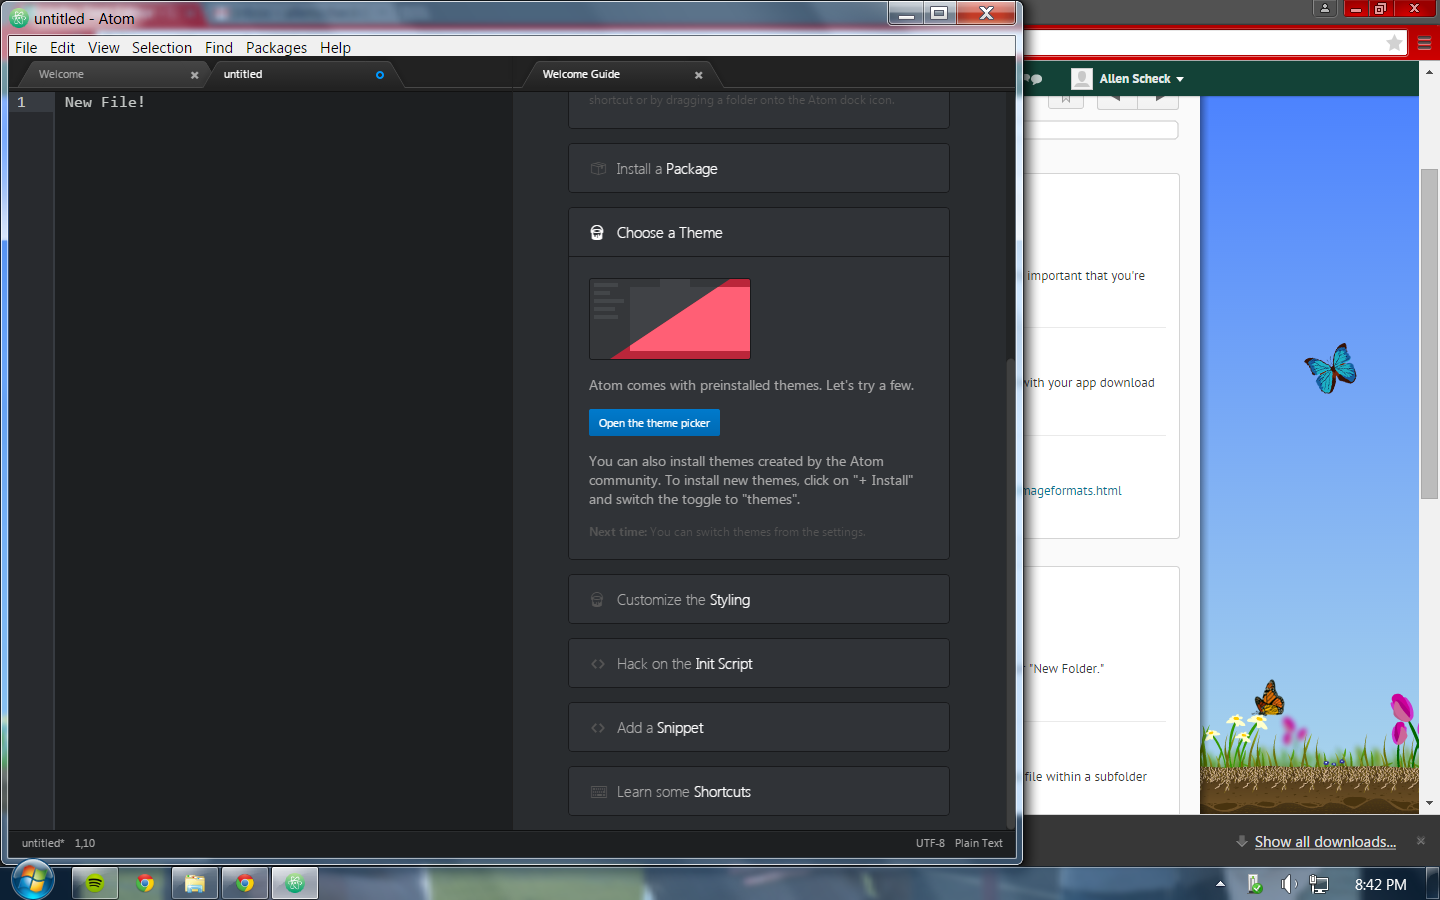 untitled - Atom
File Edit View Selection Find Packages Help
Welcome
untitled
Welcome Guide
1 New File!
shortcut or by dragging a folder onto the Atom dock icon.
Install a Package
Choose a Theme
Atom comes with preinstalled themes. Let's try a few.
Open the theme picker
You can also install themes created by the Atom
community. To install new themes, click on "+ Install"
and switch the toggle to "themes".
Next time: You can switch themes from the settings.
Customize the Styling
Hack on the Init Script
Add a Snippet
Learn some Shortcuts
untitled* 1,10
UTF-8 Plain Text
Allen Scheck
important that you're
with your app download
mageformats.html
"New Folder."
file within a subfolder
Show all downloads...
8:42 PM